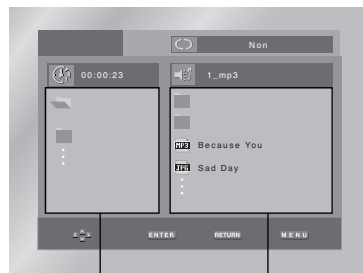 Non
00:00:23
1_mp3
MP3 Because You
JPG Sad Day
ENTER RETURN MENU